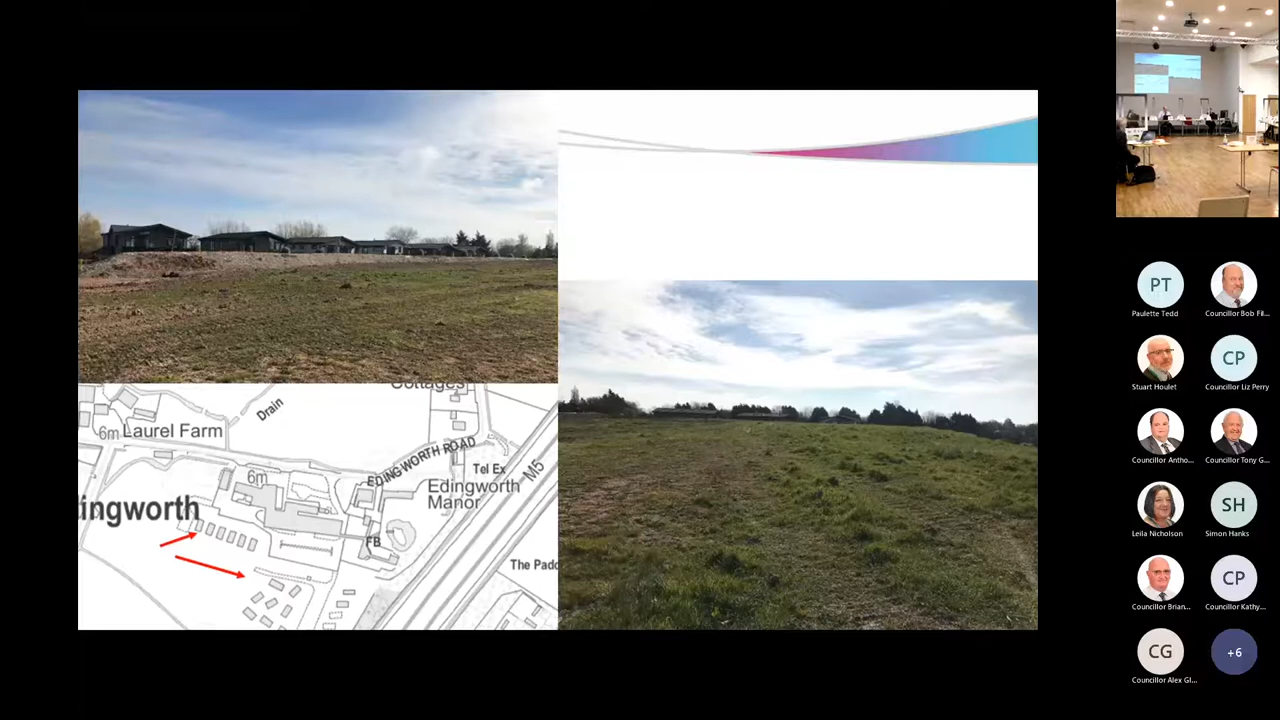 Cottages
Drain
6m
Laurel Farm
EDINGWORTH ROAD
Tel Ex
M5
6m
Edingworth
Manor
ingworth
FB
The Padd
PT
Paulette Tedd
Councillor Bob Fil...
Stuart Houlet
CP
Councillor Liz Perry
Councillor Antho...
Councillor Tony G...
Leila Nicholson
SH
Simon Hanks
Councillor Brian...
CP
Councillor Kathy...
CG
Councillor Alex Gl...
+6